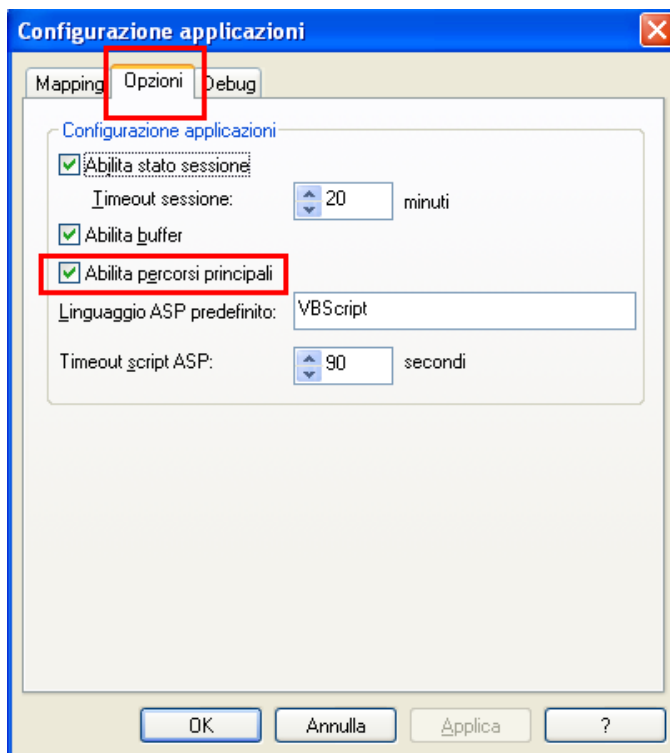 Configurazione applicazioni
Mapping Opzioni Debug
Configurazione applicazioni
Abilita stato sessione
Timeout sessione: 20 minuti
Abilita buffer
Abilita percorsi principali
Linguaggio ASP predefinito: VBScript
Timeout script ASP: 90 secondi
OK Annulla Applica ?